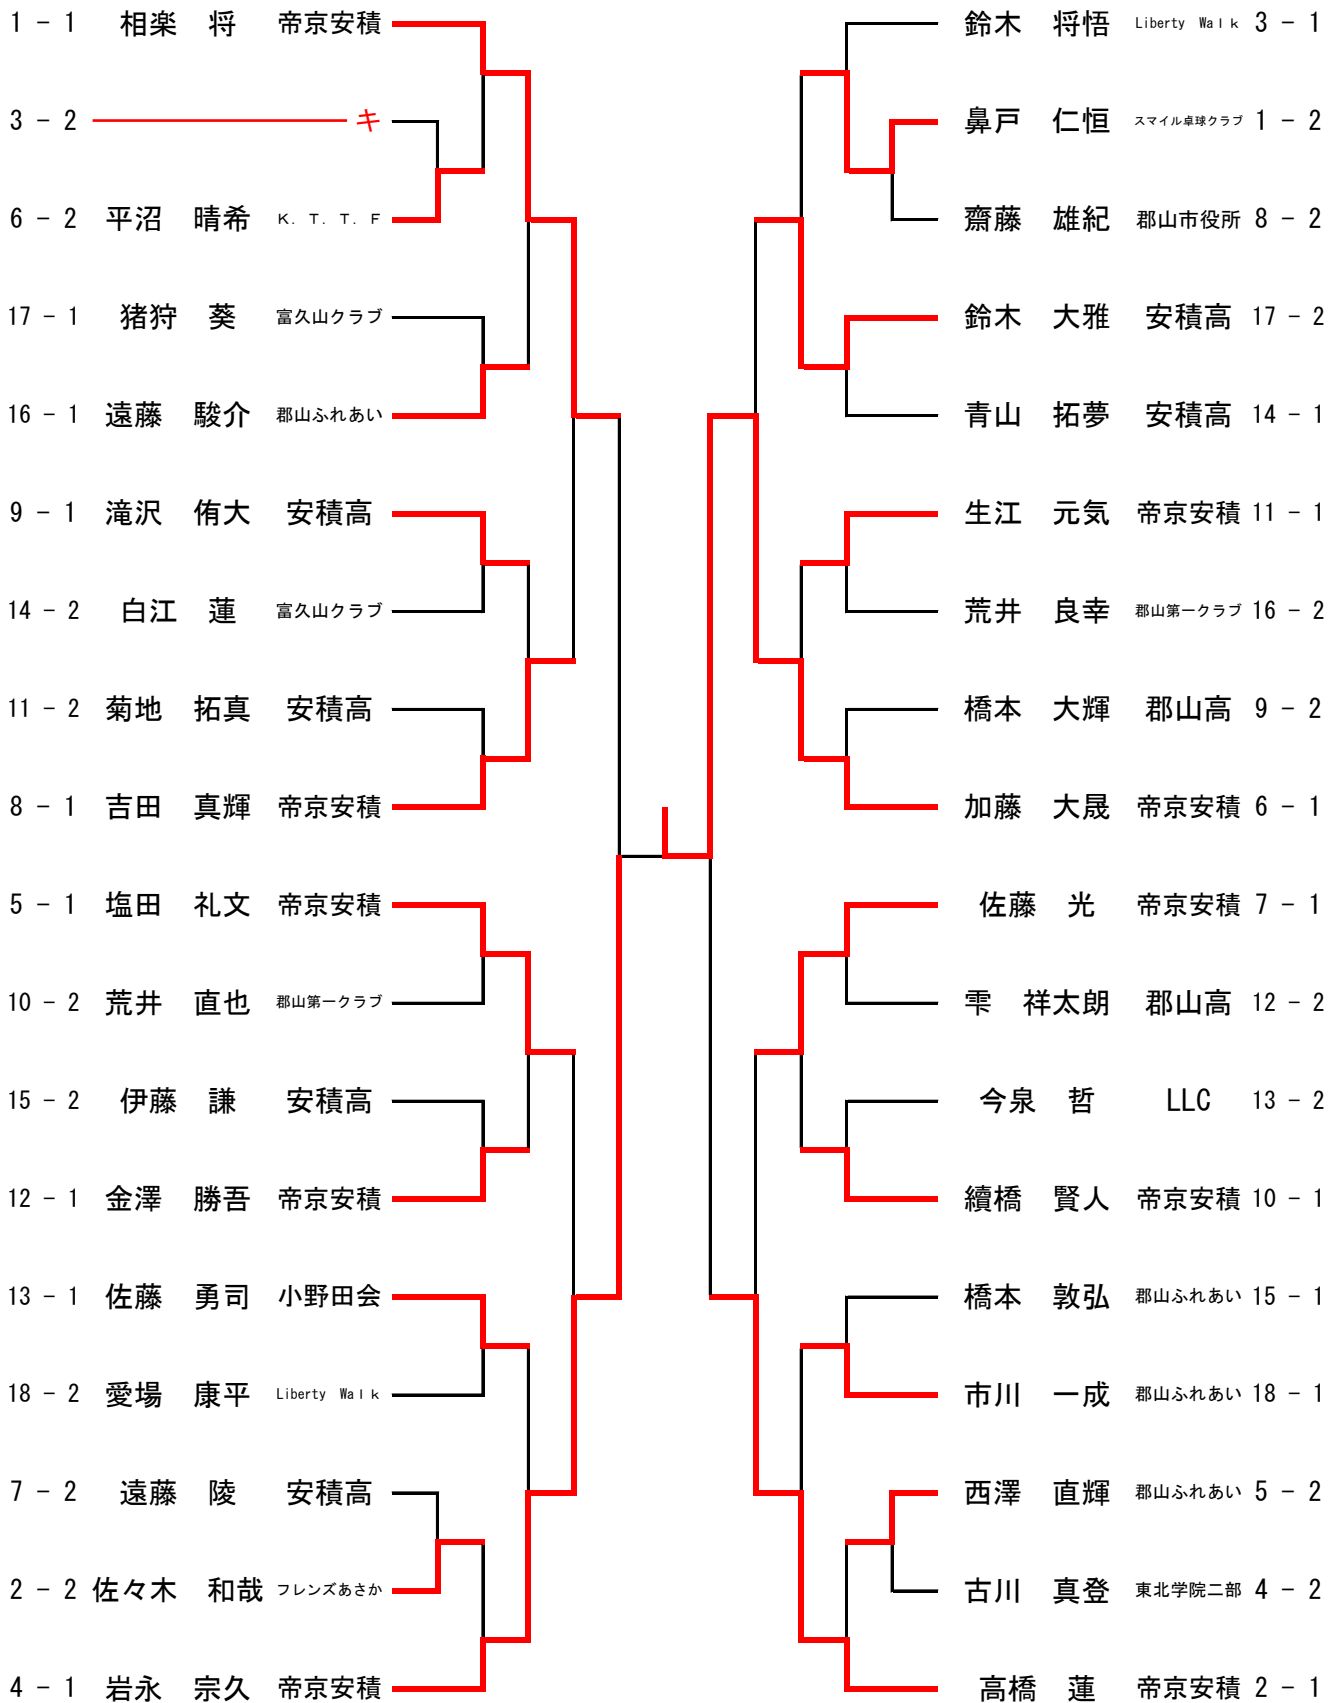 1 － 1 相楽　将 帝京安積
3 － 2 キ
6 － 2 平沼　晴希 K．T．T．F
17 － 1 猪狩　葵 富久山クラブ
16 － 1 遠藤　駿介 郡山ふれあい
9 － 1 滝沢　侑大 安積高
14 － 2 白江　蓮 富久山クラブ
11 － 2 菊地　拓真 安積高
8 － 1 吉田　真輝 帝京安積
5 － 1 塩田　礼文 帝京安積
10 － 2 荒井　直也 郡山第一クラブ
15 － 2 伊藤　謙 安積高
12 － 1 金澤　勝吾 帝京安積
13 － 1 佐藤　勇司 小野田会
18 － 2 愛場　康平 Liberty Walk
7 － 2 遠藤　陵 安積高
2 － 2 佐々木　和哉 フレンズあさか
4 － 1 岩永　宗久 帝京安積
鈴木　将悟 Liberty Walk 3 － 1
鼻戸　仁恒 スマイル卓球クラブ 1 － 2
齋藤　雄紀 郡山市役所 8 － 2
鈴木　大雅 安積高 17 － 2
青山　拓夢 安積高 14 － 1
生江　元気 帝京安積 11 － 1
荒井　良幸 郡山第一クラブ 16 － 2
橋本　大輝 郡山高 9 － 2
加藤　大晟 帝京安積 6 － 1
佐藤　光 帝京安積 7 － 1
雫　祥太朗 郡山高 12 － 2
今泉　哲 LLC 13 － 2
續橋　賢人 帝京安積 10 － 1
橋本　敦弘 郡山ふれあい 15 － 1
市川　一成 郡山ふれあい 18 － 1
西澤　直輝 郡山ふれあい 5 － 2
古川　真登 東北学院二部 4 － 2
高橋　蓮 帝京安積 2 － 1